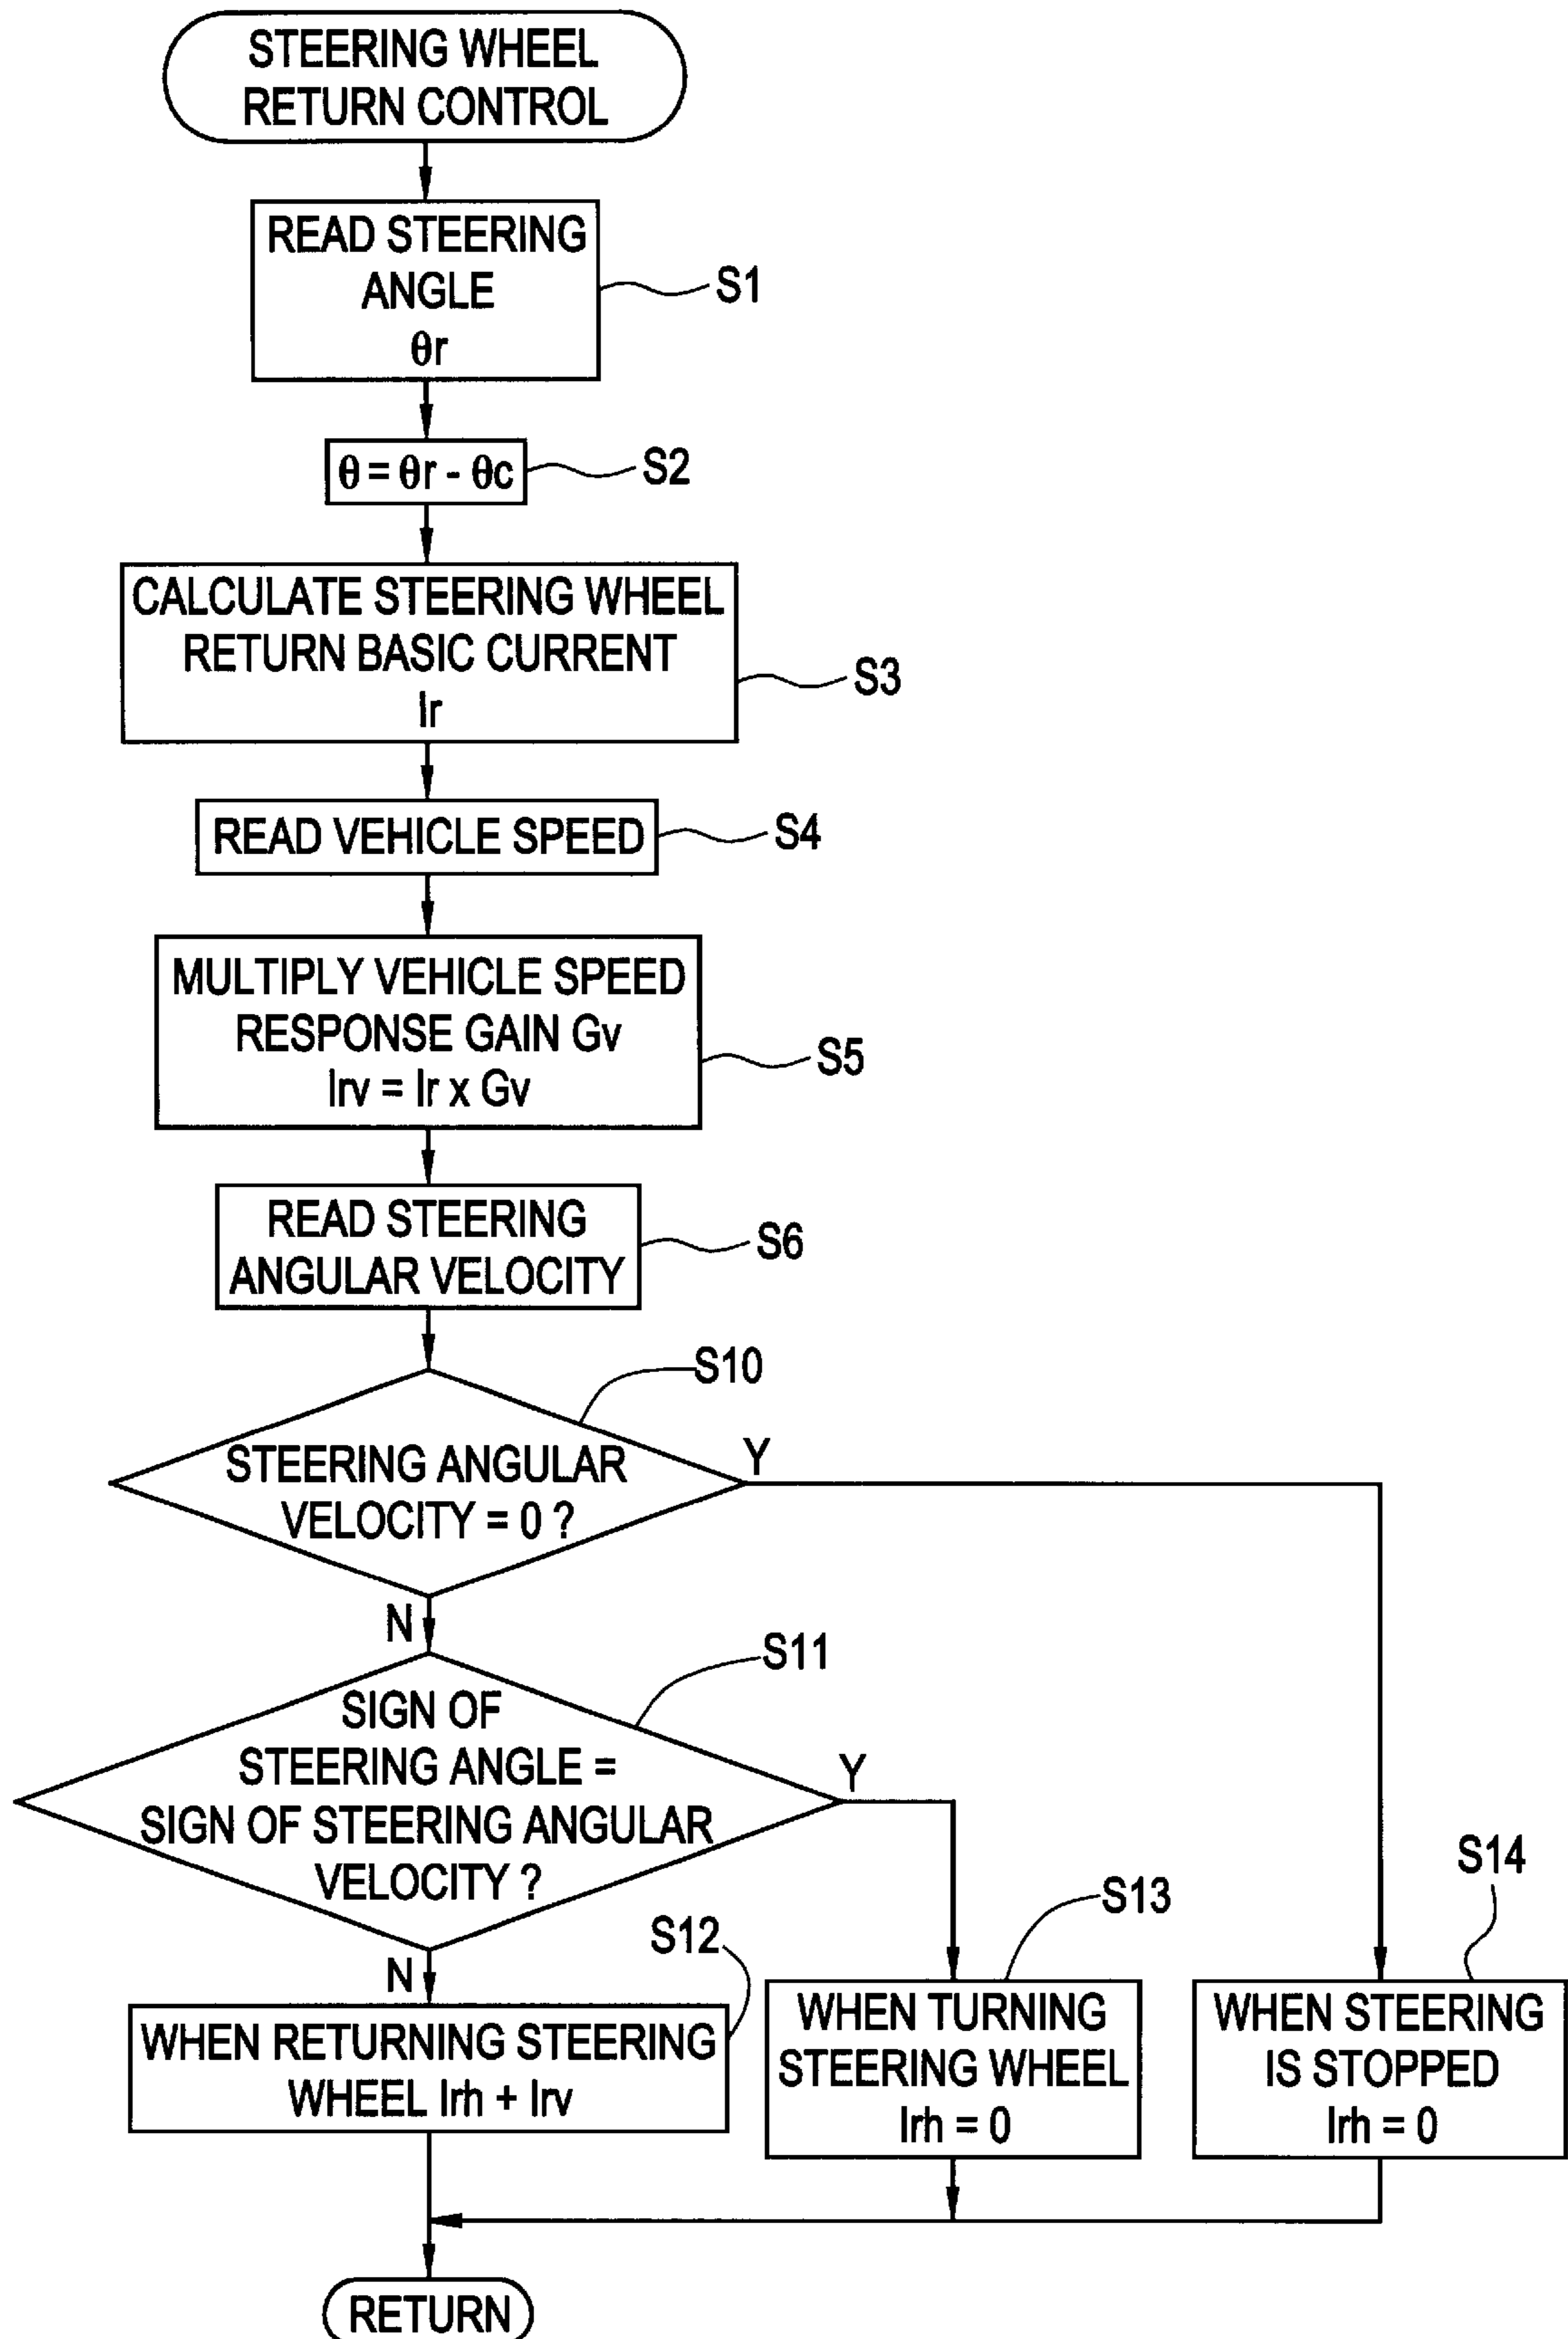 STEERING WHEEL
RETURN CONTROL
READ STEERING
ANGLE
θr
S1
θ = θr - θc
S2
CALCULATE STEERING WHEEL
RETURN BASIC CURRENT
Ir
S3
READ VEHICLE SPEED
S4
MULTIPLY VEHICLE SPEED
RESPONSE GAIN Gv
Irv = Ir x Gv
S5
READ STEERING
ANGULAR VELOCITY
S6
S10
STEERING ANGULAR
VELOCITY = 0 ?
Y
N
S11
SIGN OF
STEERING ANGLE =
SIGN OF STEERING ANGULAR
VELOCITY ?
Y
N
S12
WHEN RETURNING STEERING
WHEEL Irh + Irv
S13
WHEN TURNING
STEERING WHEEL
Irh = 0
S14
WHEN STEERING
IS STOPPED
Irh = 0
RETURN